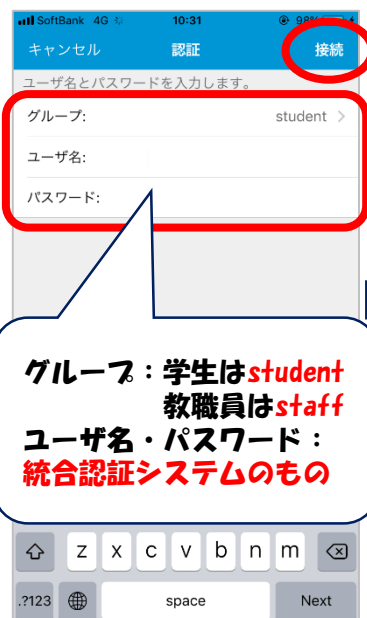 SoftBank 4G 10:31 98%
キャンセル 認証 接続
ユーザ名とパスワードを入力します。
グループ: student >
ユーザ名:
パスワード:
グループ：学生はstudent
教職員はstaff
ユーザ名・パスワード：
統合認証システムのもの
z x c v b n m
.?123 space Next